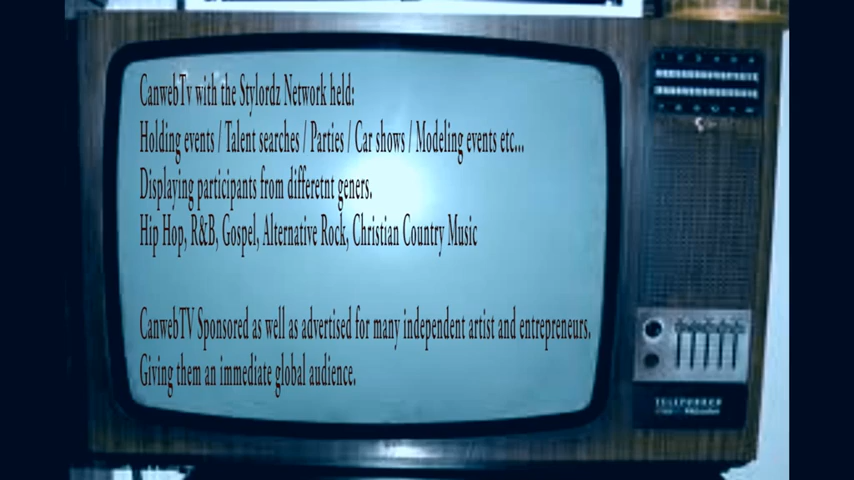 CanwebTv with the Stylordz Network held:
Holding events / Talent searches / Parties / Car shows / Modeling events etc...
Displaying participants from differetnt geners.
Hip Hop, R&B, Gospel, Alternative Rock, Christian Country Music
CanwebTV Sponsored as well as advertised for many independent artist and entrepreneurs.
Giving them an immediate global audience.
TELEFUNKEN